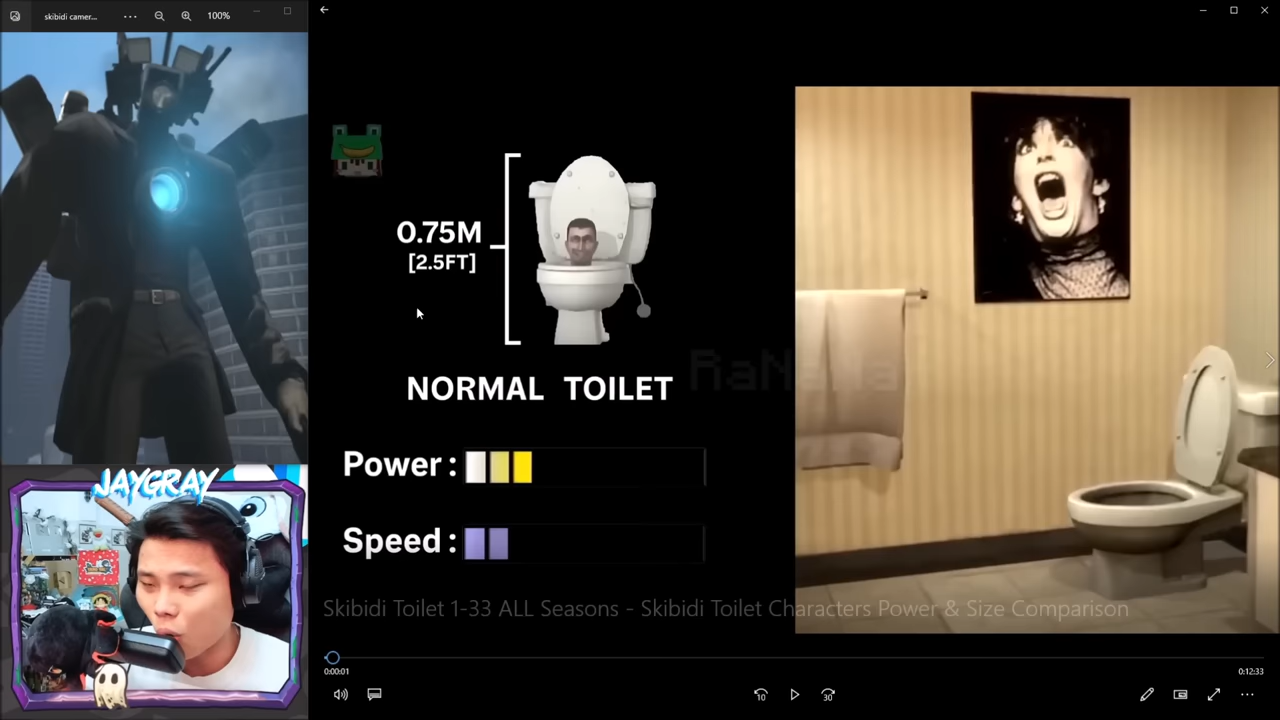 skibidi camer...
100%
0.75M
[2.5FT]
NORMAL TOILET
Power :
Speed :
JAYGRAY
Skibidi Toilet 1-33 ALL Seasons - Skibidi Toilet Characters Power & Size Comparison
0:00:01
0:12:33
10
30